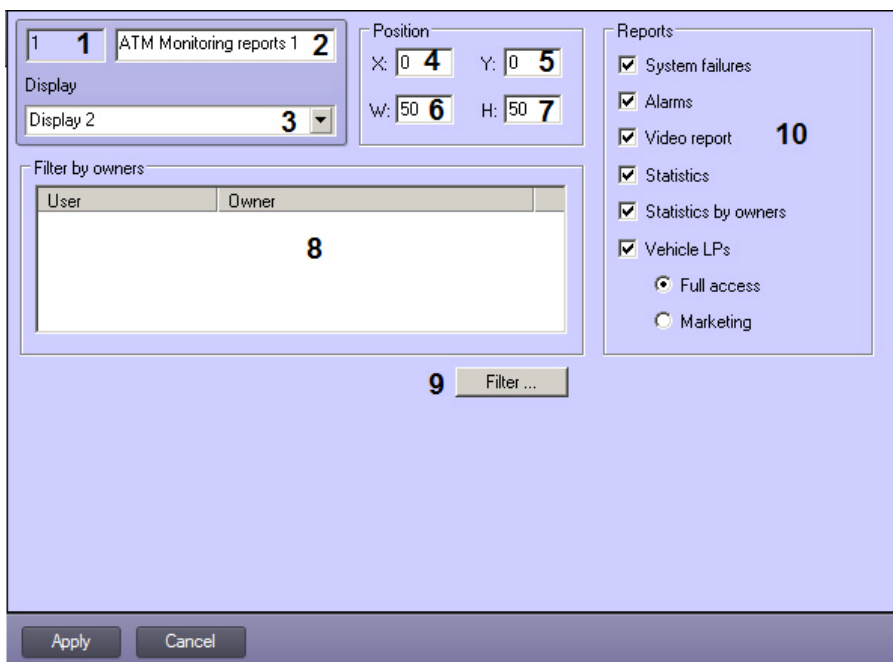 1 1 ATM Monitoring reports 1 2
Display
Display 2 3
Position
X: 0 4 Y: 0 5
W: 50 6 H: 50 7
Reports
System failures
Alarms
Video report 10
Statistics
Statistics by owners
Vehicle LPs
Full access
Marketing
Filter by owners
User Owner
8
9 Filter ...
Apply Cancel